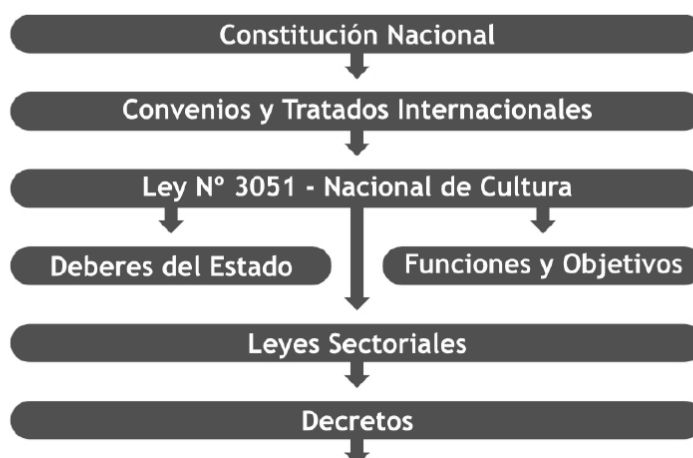 Constitución Nacional
Convenios y Tratados Internacionales
Ley Nº 3051 - Nacional de Cultura
Deberes del Estado
Funciones y Objetivos
Leyes Sectoriales
Decretos